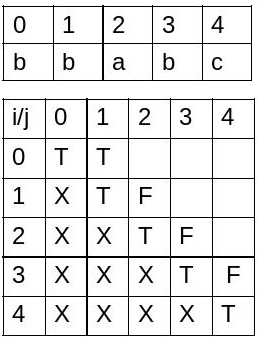 0 1 2 3 4
b b a b c
i/j 0 1 2 3 4
0 T T
1 X T F
2 X X T F
3 X X X T F
4 X X X X T